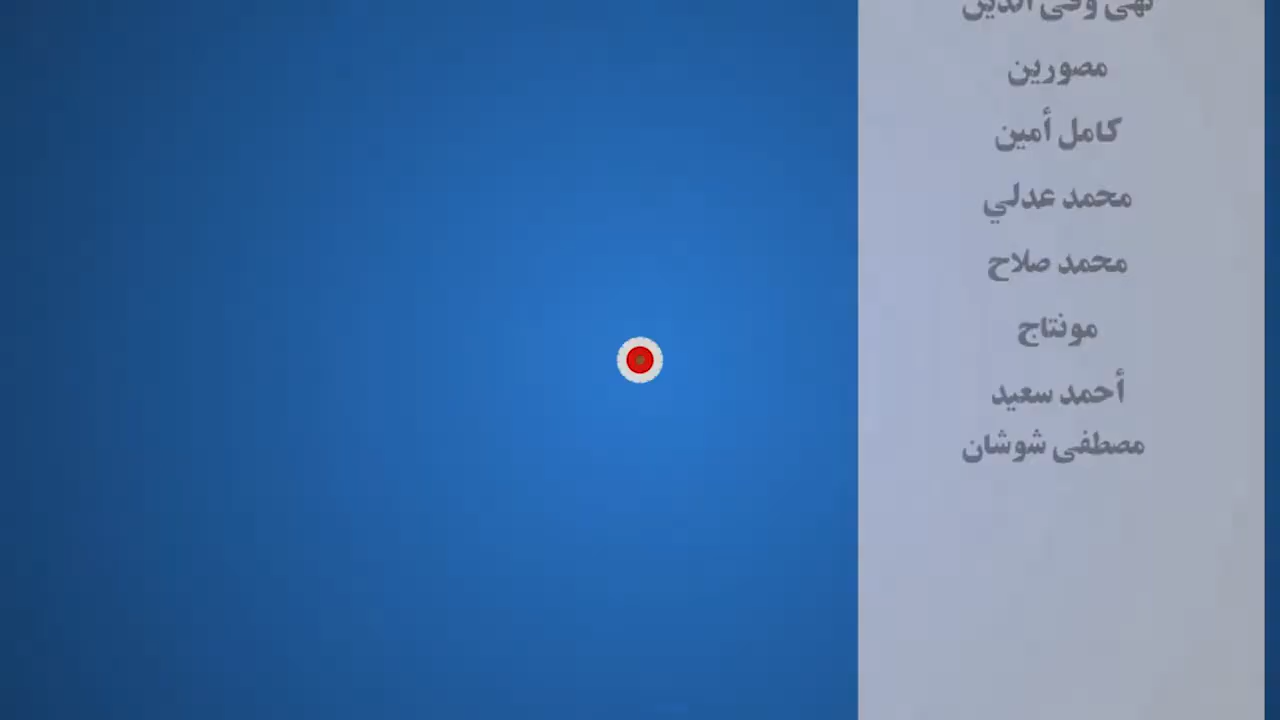 مصورين
كامل أمين
محمد عدلي
محمد صلاح
مونتاج
أحمد سعيد
مصطفى شوشان